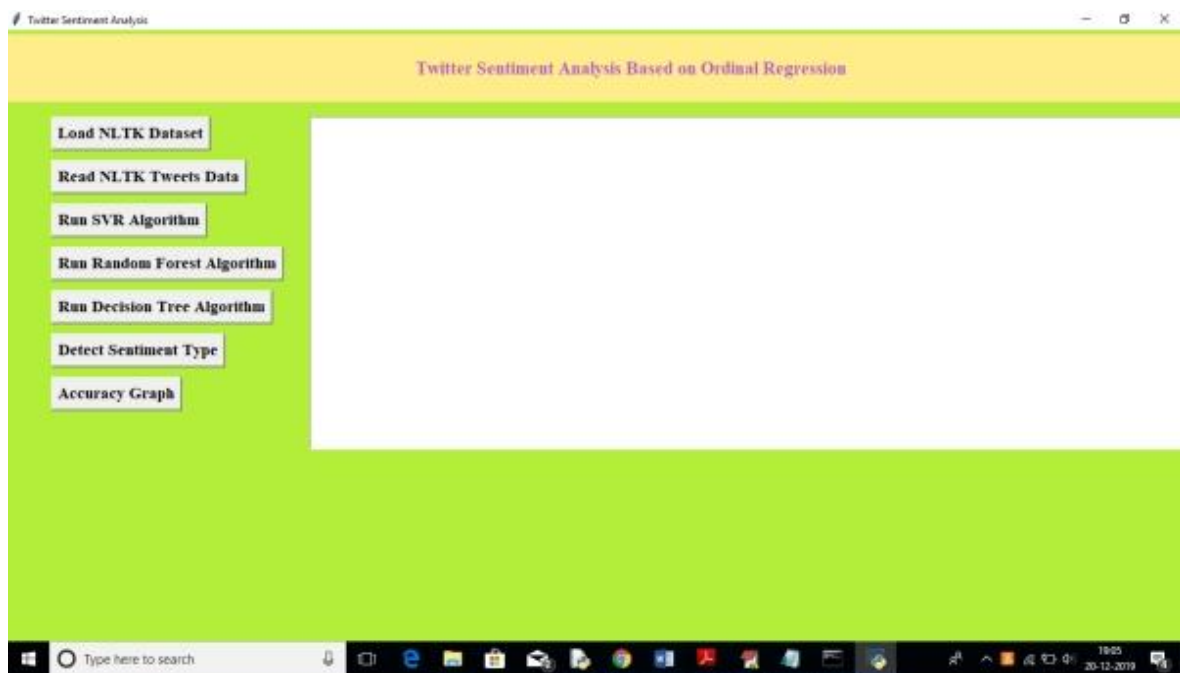 Twitter Sentiment Analysis
Twitter Sentiment Analysis Based on Ordinal Regression
Load NLTK Dataset
Read NLTK Tweets Data
Run SVR Algorithm
Run Random Forest Algorithm
Run Decision Tree Algorithm
Detect Sentiment Type
Accuracy Graph
Type here to search
19:05
20-12-2019